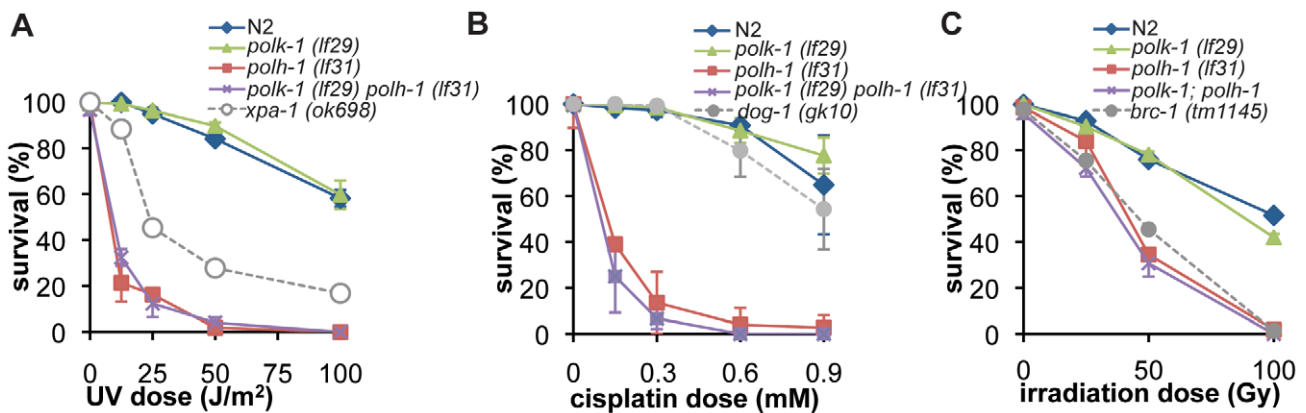 A
N2
polk-1 (lf29)
polh-1 (lf31)
polk-1 (lf29) polh-1 (lf31)
xpa-1 (ok698)
survival (%)
100
80
60
40
20
0
0 25 50 75 100
UV dose (J/m²)
B
N2
polk-1 (lf29)
polh-1 (lf31)
polk-1 (lf29) polh-1 (lf31)
dog-1 (gk10)
survival (%)
100
80
60
40
20
0
0 0.3 0.6 0.9
cisplatin dose (mM)
C
N2
polk-1 (lf29)
polh-1 (lf31)
polk-1; polh-1
brc-1 (tm1145)
survival (%)
100
80
60
40
20
0
0 50 100
irradiation dose (Gy)